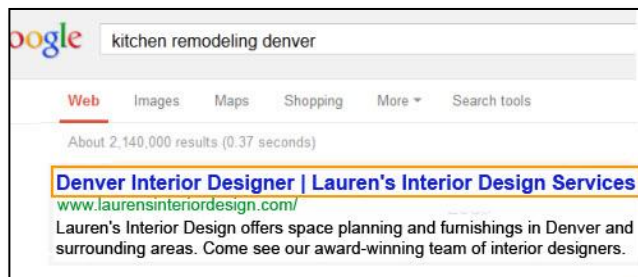 oogle kitchen remodeling denver
Web Images Maps Shopping More Search tools
About 2,140,000 results (0.37 seconds)
Denver Interior Designer | Lauren's Interior Design Services
www.laurensinteriordesign.com/
Lauren's Interior Design offers space planning and furnishings in Denver and
surrounding areas. Come see our award-winning team of interior designers.